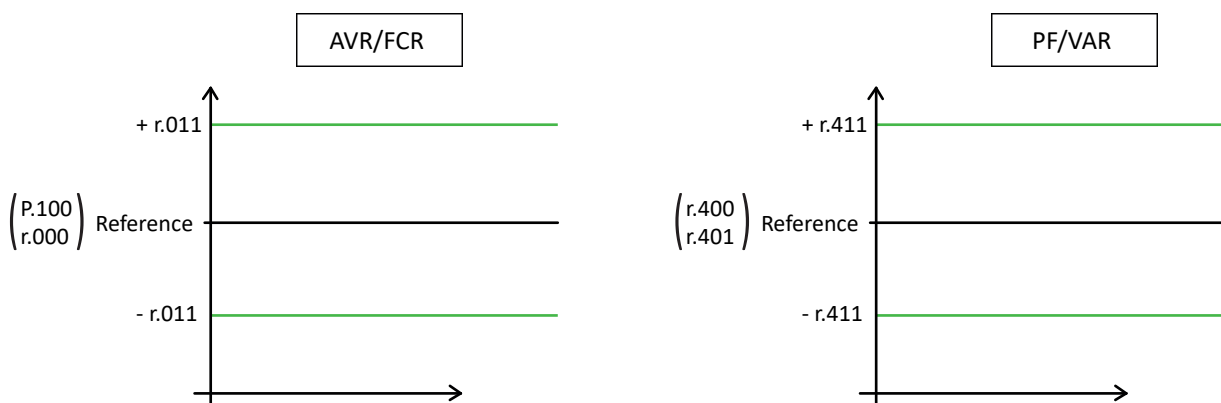 AVR/FCR
+ r.011
P.100
r.000
Reference
- r.011
PF/VAR
+ r.411
r.400
r.401
Reference
- r.411